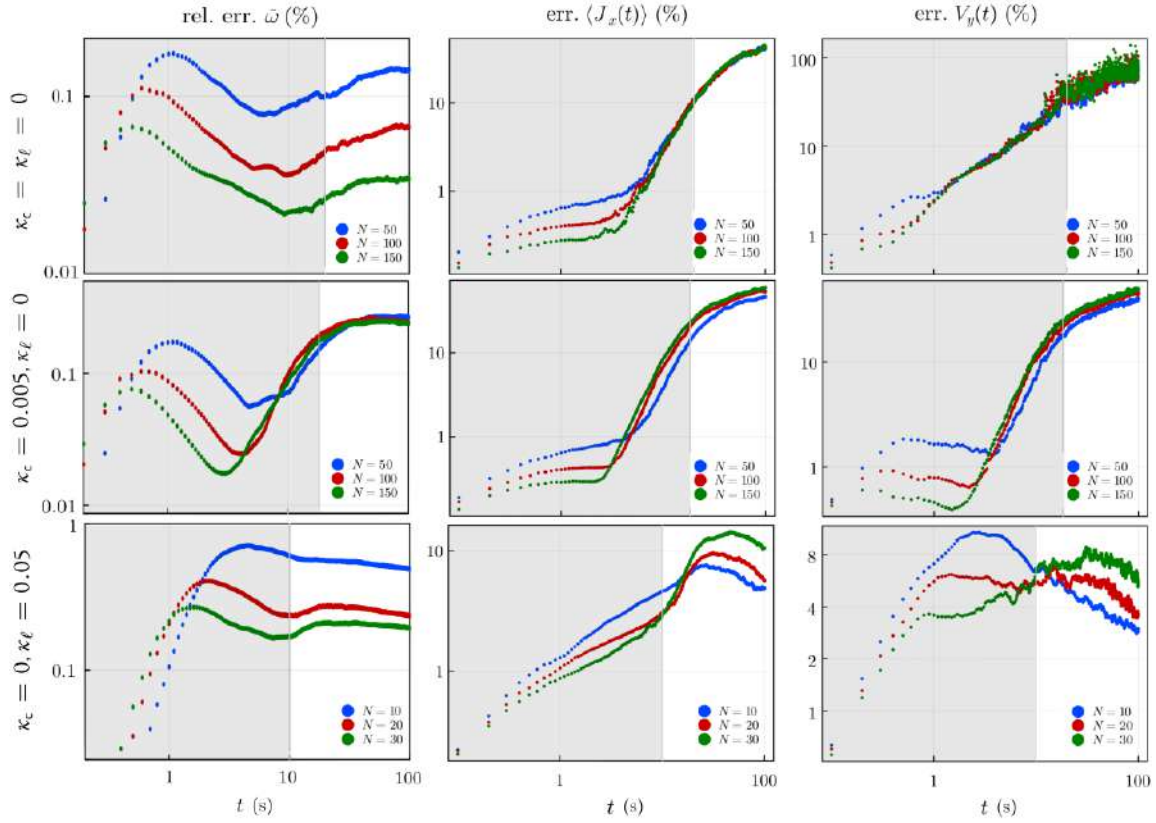 rel. err. ω̄ (%)
err. ⟨J_x(t)⟩ (%)
err. V_y(t) (%)
κ_c = κ_ℓ = 0
0.1
0.01
N = 50
N = 100
N = 150
10
1
N = 50
N = 100
N = 150
100
10
1
N = 50
N = 100
N = 150
κ_c = 0.005, κ_ℓ = 0
0.1
0.01
N = 50
N = 100
N = 150
10
1
N = 50
N = 100
N = 150
10
1
N = 50
N = 100
N = 150
κ_c = 0, κ_ℓ = 0.05
1
0.1
N = 10
N = 20
N = 30
1
10
100
t (s)
10
1
N = 10
N = 20
N = 30
1
10
100
t (s)
8
4
2
1
N = 10
N = 20
N = 30
1
10
100
t (s)